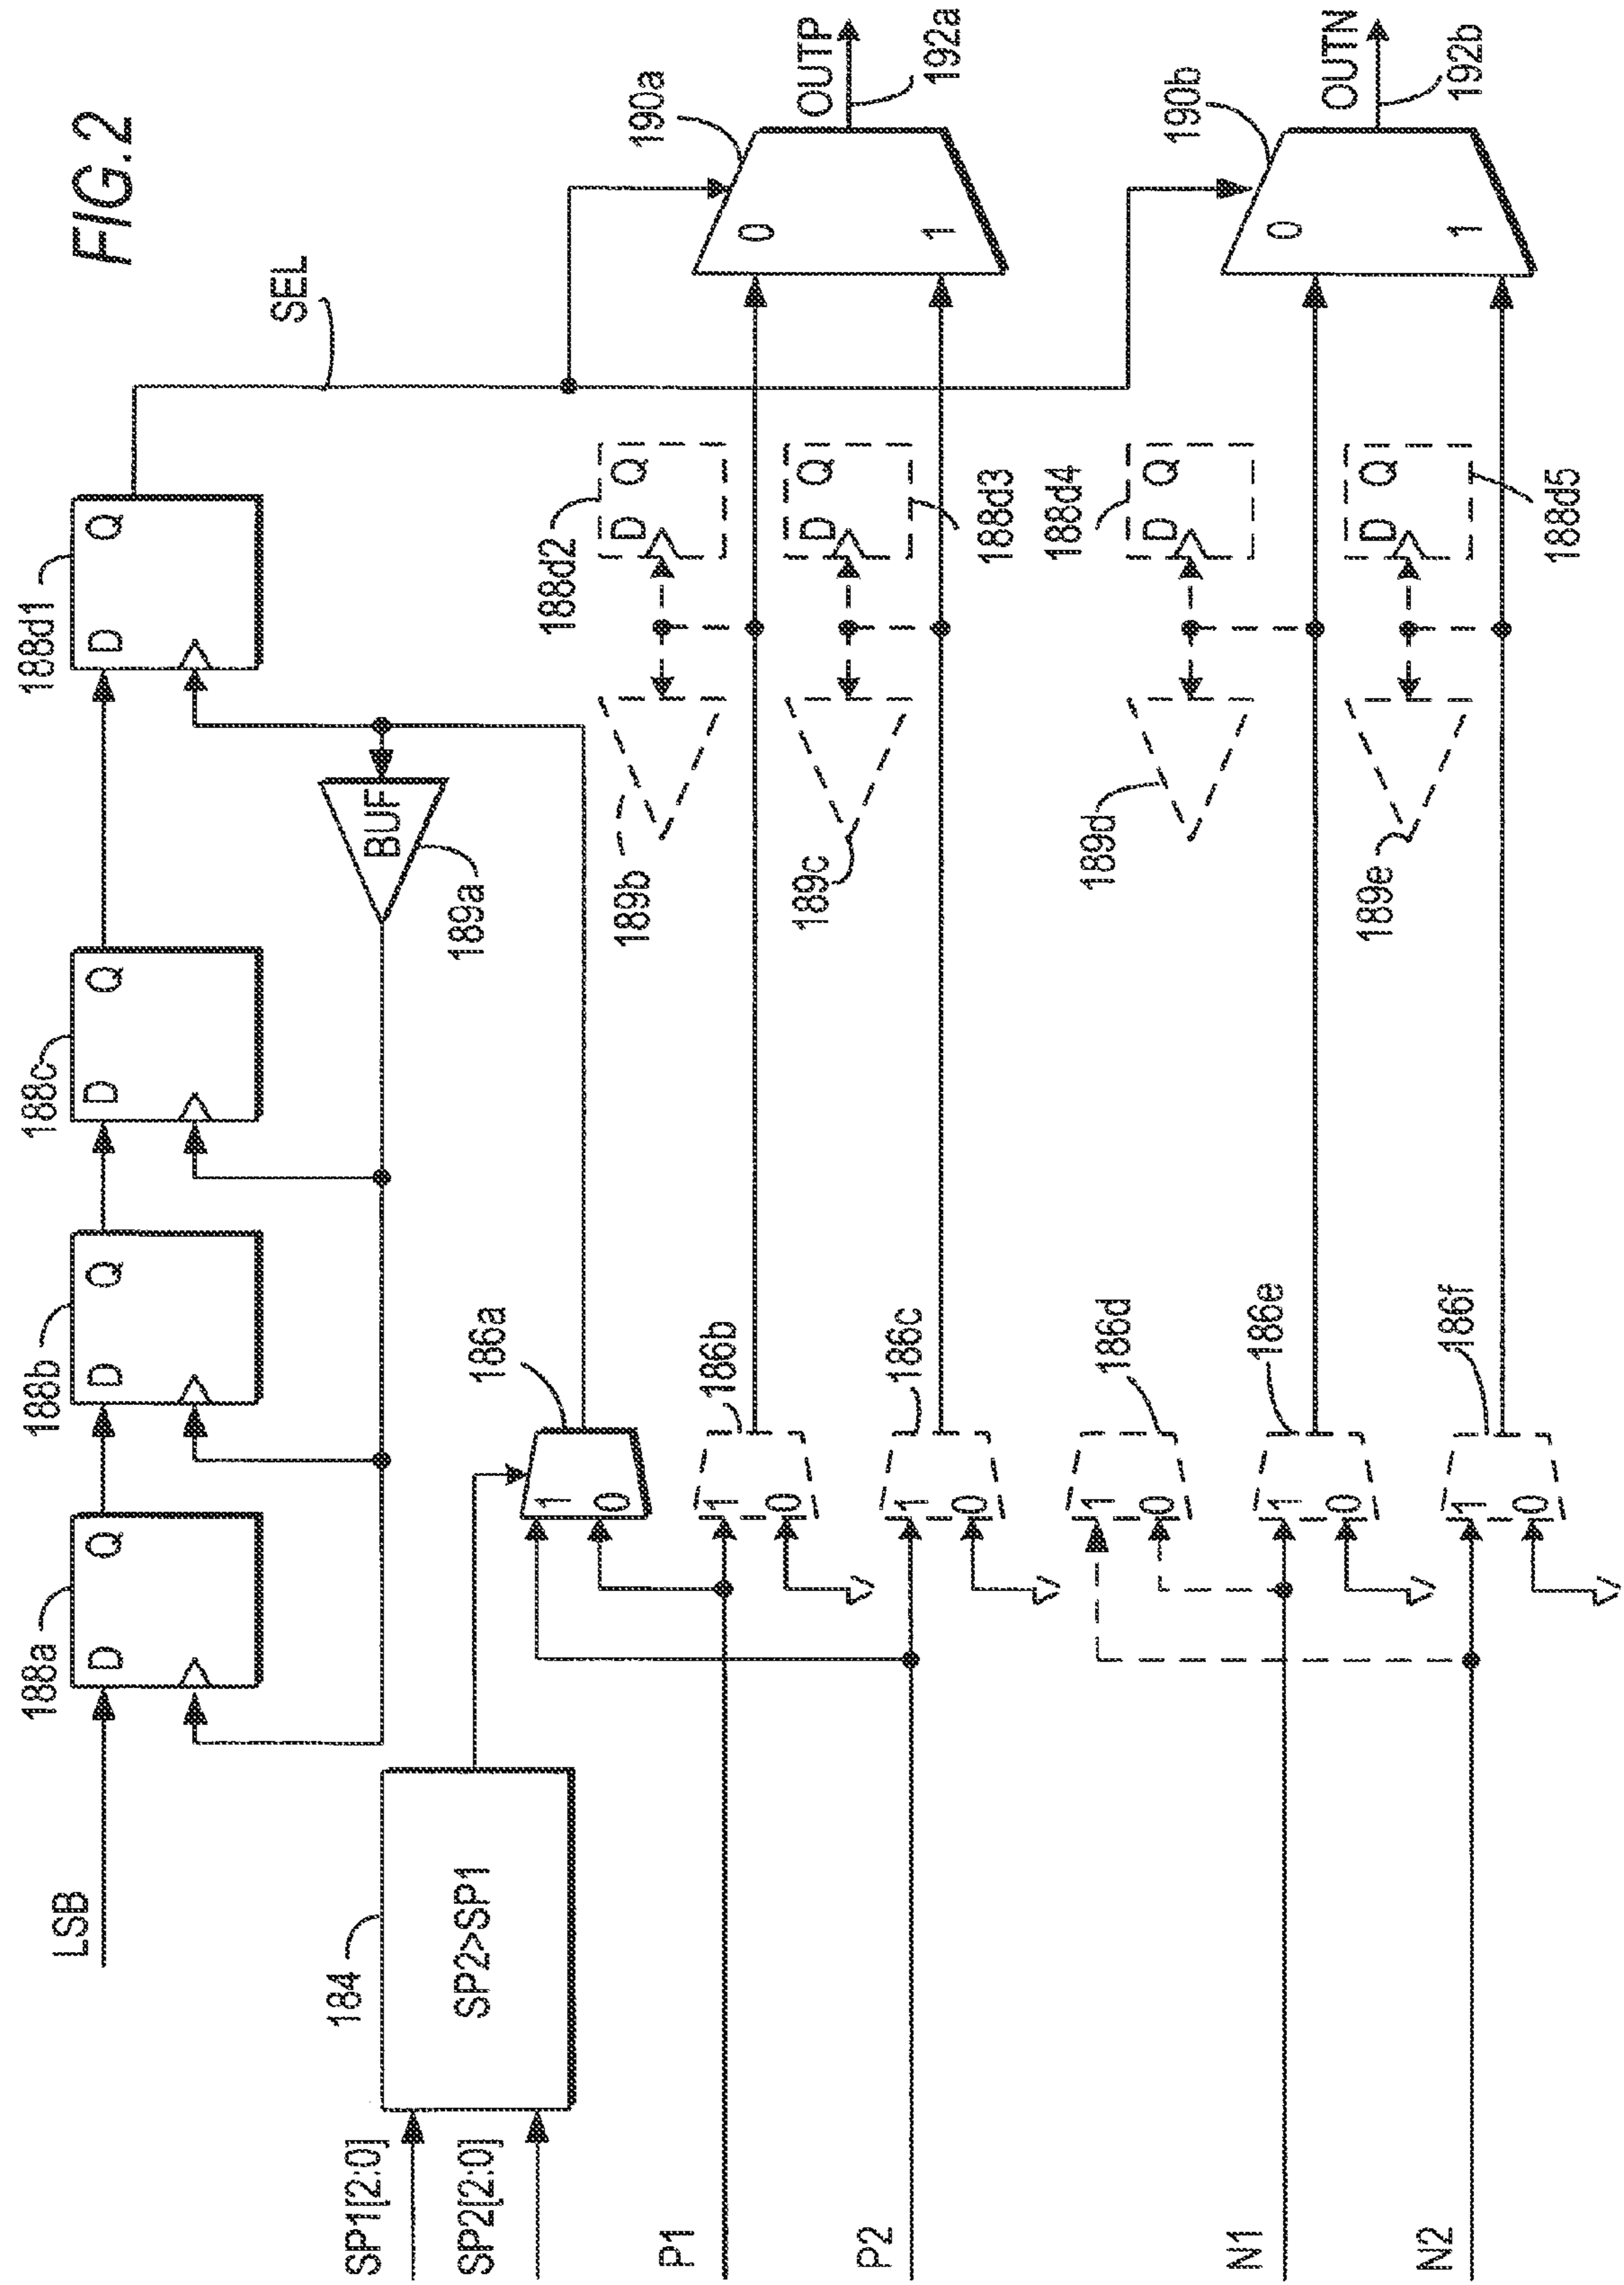 FIG.2
188a
188b
188c
188d1
LSB
D Q
D Q
D Q
D Q
SEL
BUF
189a
184
SP1[2:0]
SP2[2:0]
SP2>SP1
186a
1
0
188d2
D Q
189b
190a
0
1
OUTP
192a
P1
186b
1
0
189c
D Q
188d3
P2
186c
1
0
186d
1
0
189d
188d4
D Q
190b
0
1
OUTN
192b
N1
186e
1
0
189e
D Q
188d5
N2
186f
1
0